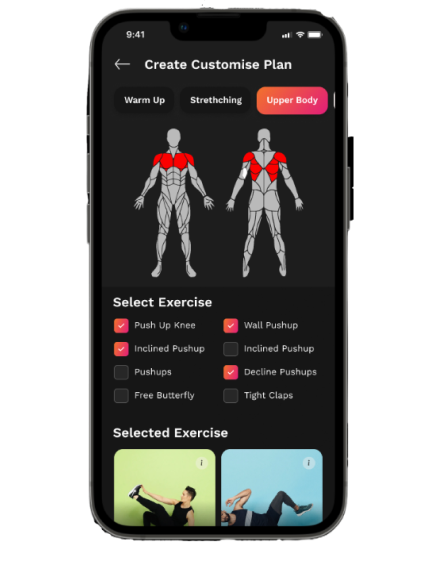 9:41
Create Customise Plan
Warm Up Strethching Upper Body
Select Exercise
Push Up Knee Wall Pushup
Inclined Pushup Inclined Pushup
Pushups Decline Pushups
Free Butterfly Tight Claps
Selected Exercise
i i